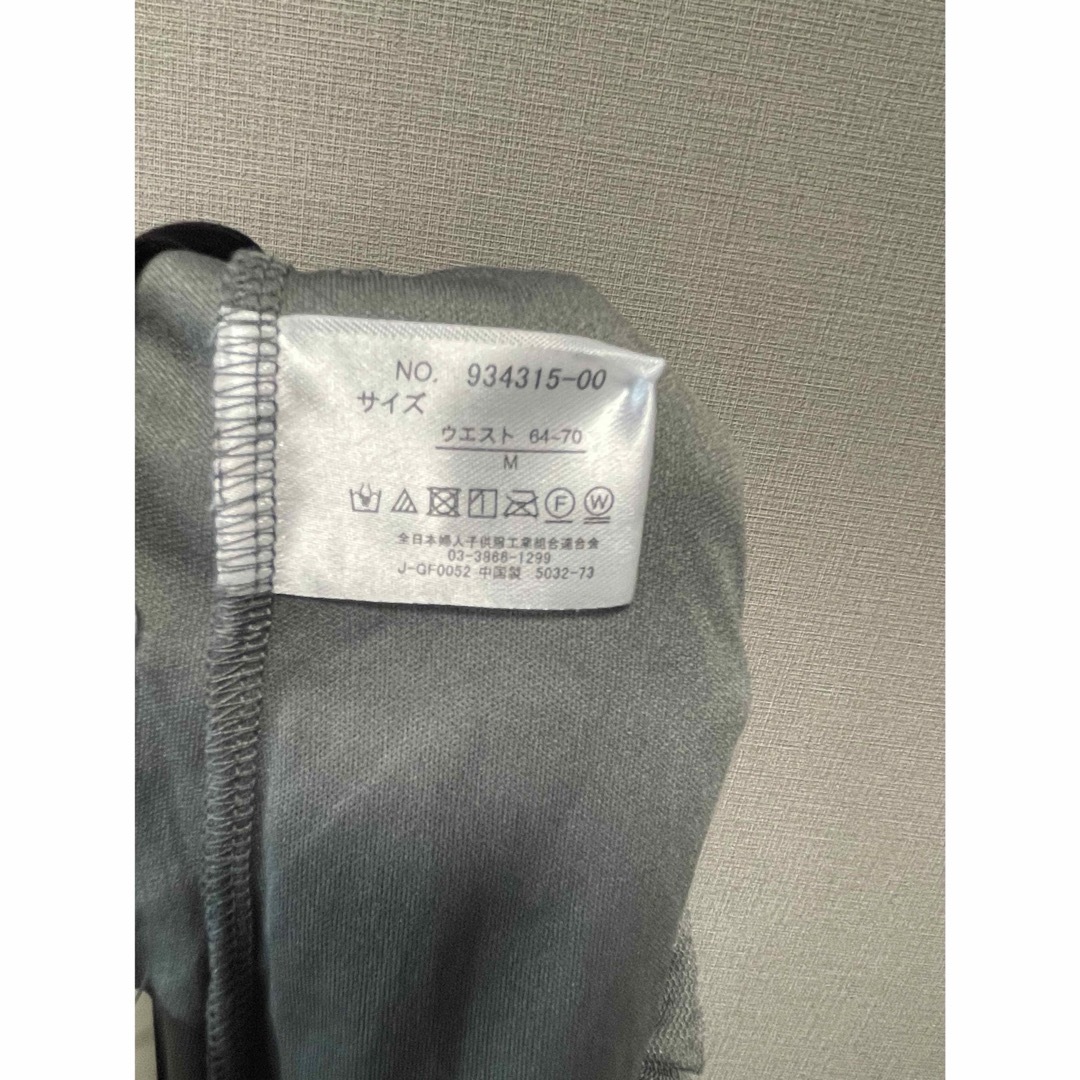 NO. 934315-00
サイズ
ウエスト 64~70
M
F W
全日本婦人子供服工業組合連合会
03-3866-1299
J-GF0052 中国製 5032-73